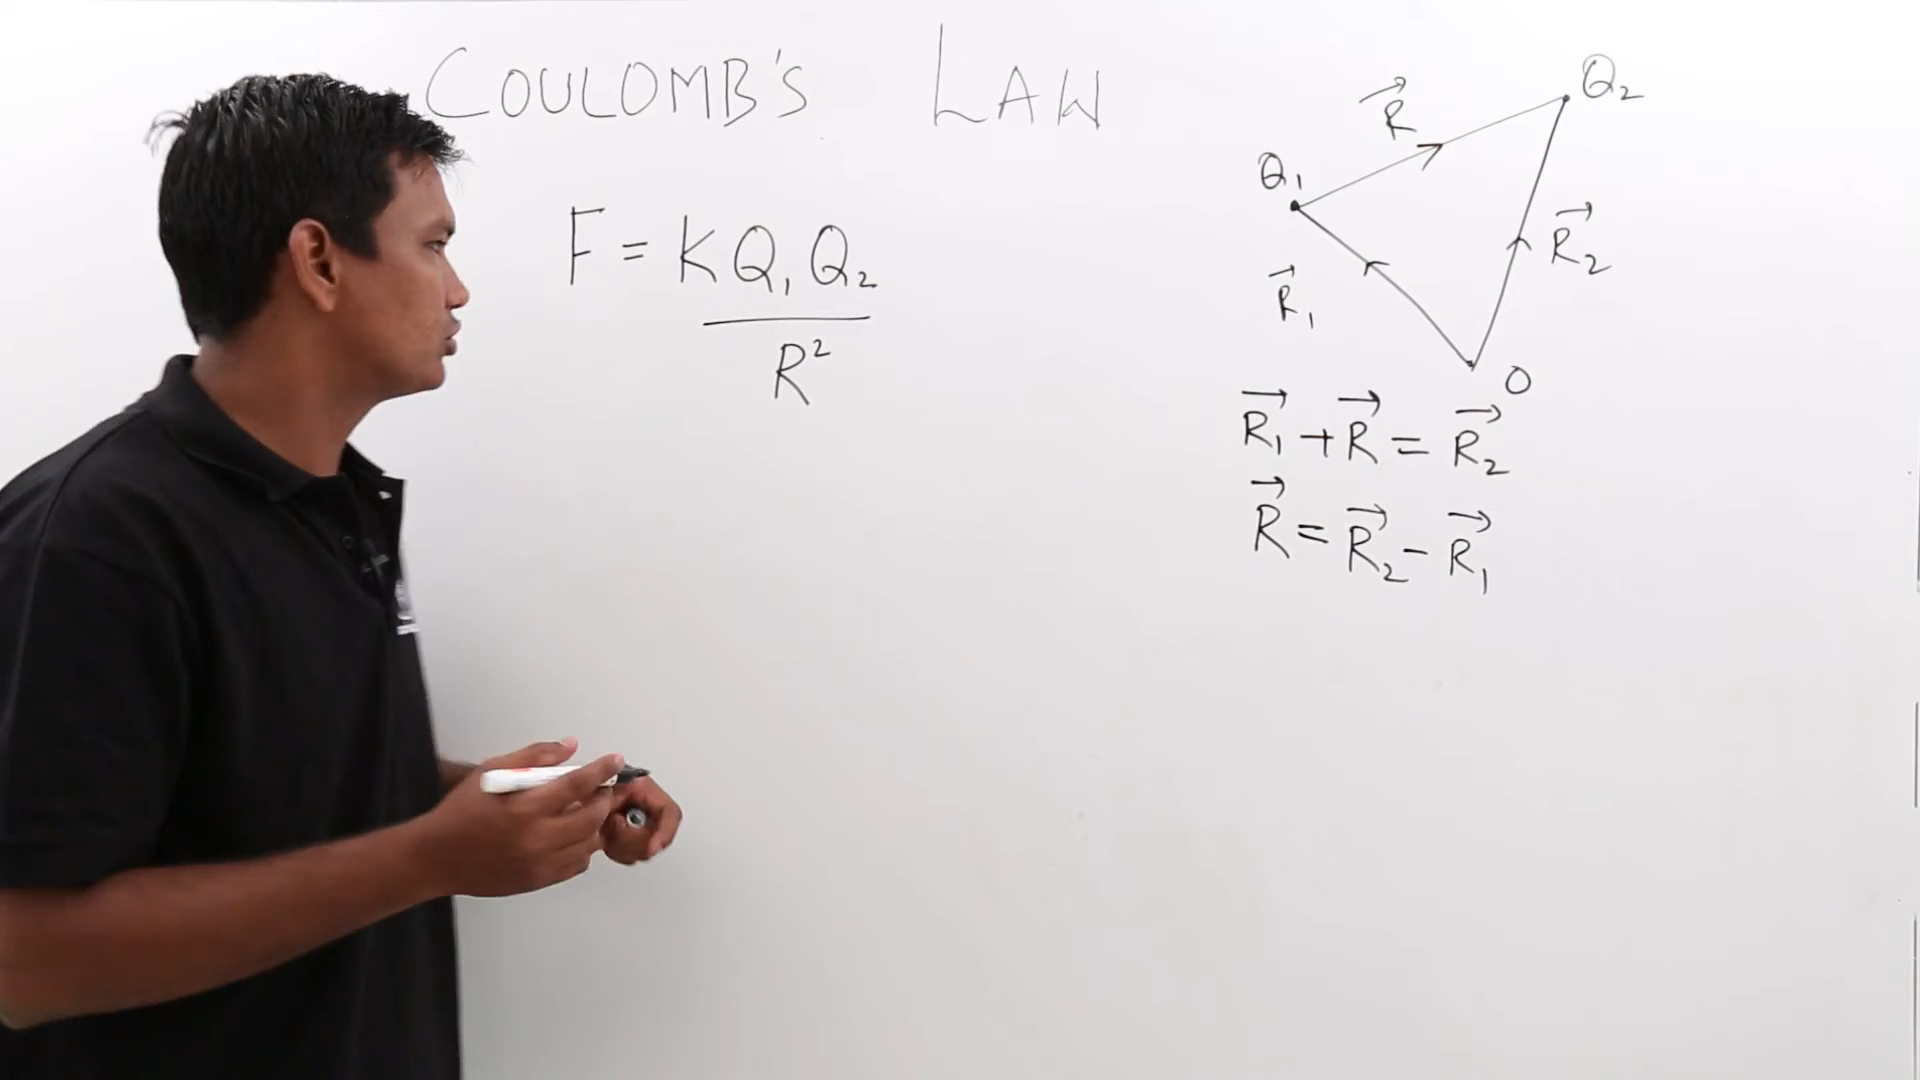 COULOMB'S LAW
F = KQ₁Q₂
R²
Q₂
R⃗
Q₁
R⃗₂
R⃗₁
O
R⃗₁ + R⃗ = R⃗₂
R⃗ = R⃗₂ - R⃗₁